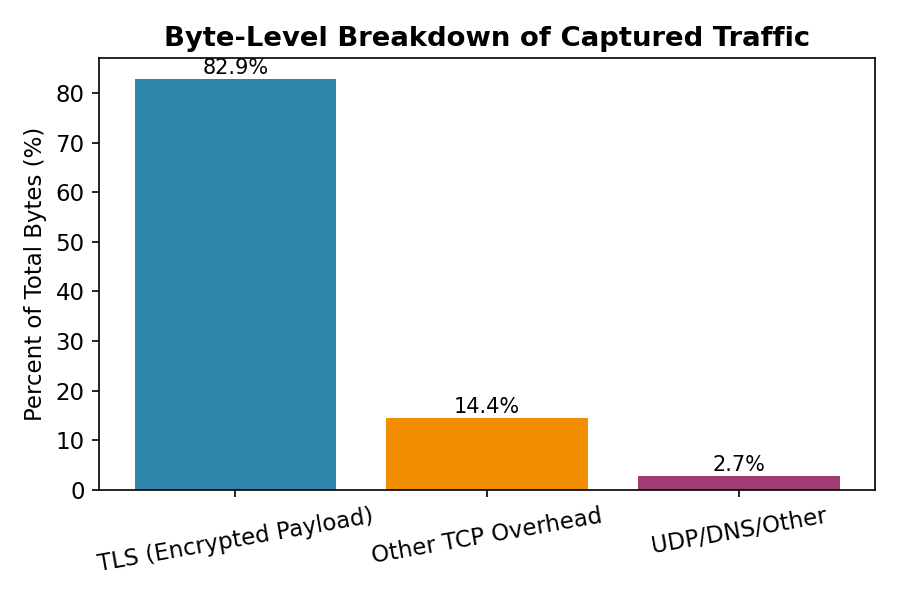 Byte-Level Breakdown of Captured Traffic
Percent of Total Bytes (%)
80
70
60
50
40
30
20
10
0
82.9%
14.4%
2.7%
TLS (Encrypted Payload)
Other TCP Overhead
UDP/DNS/Other